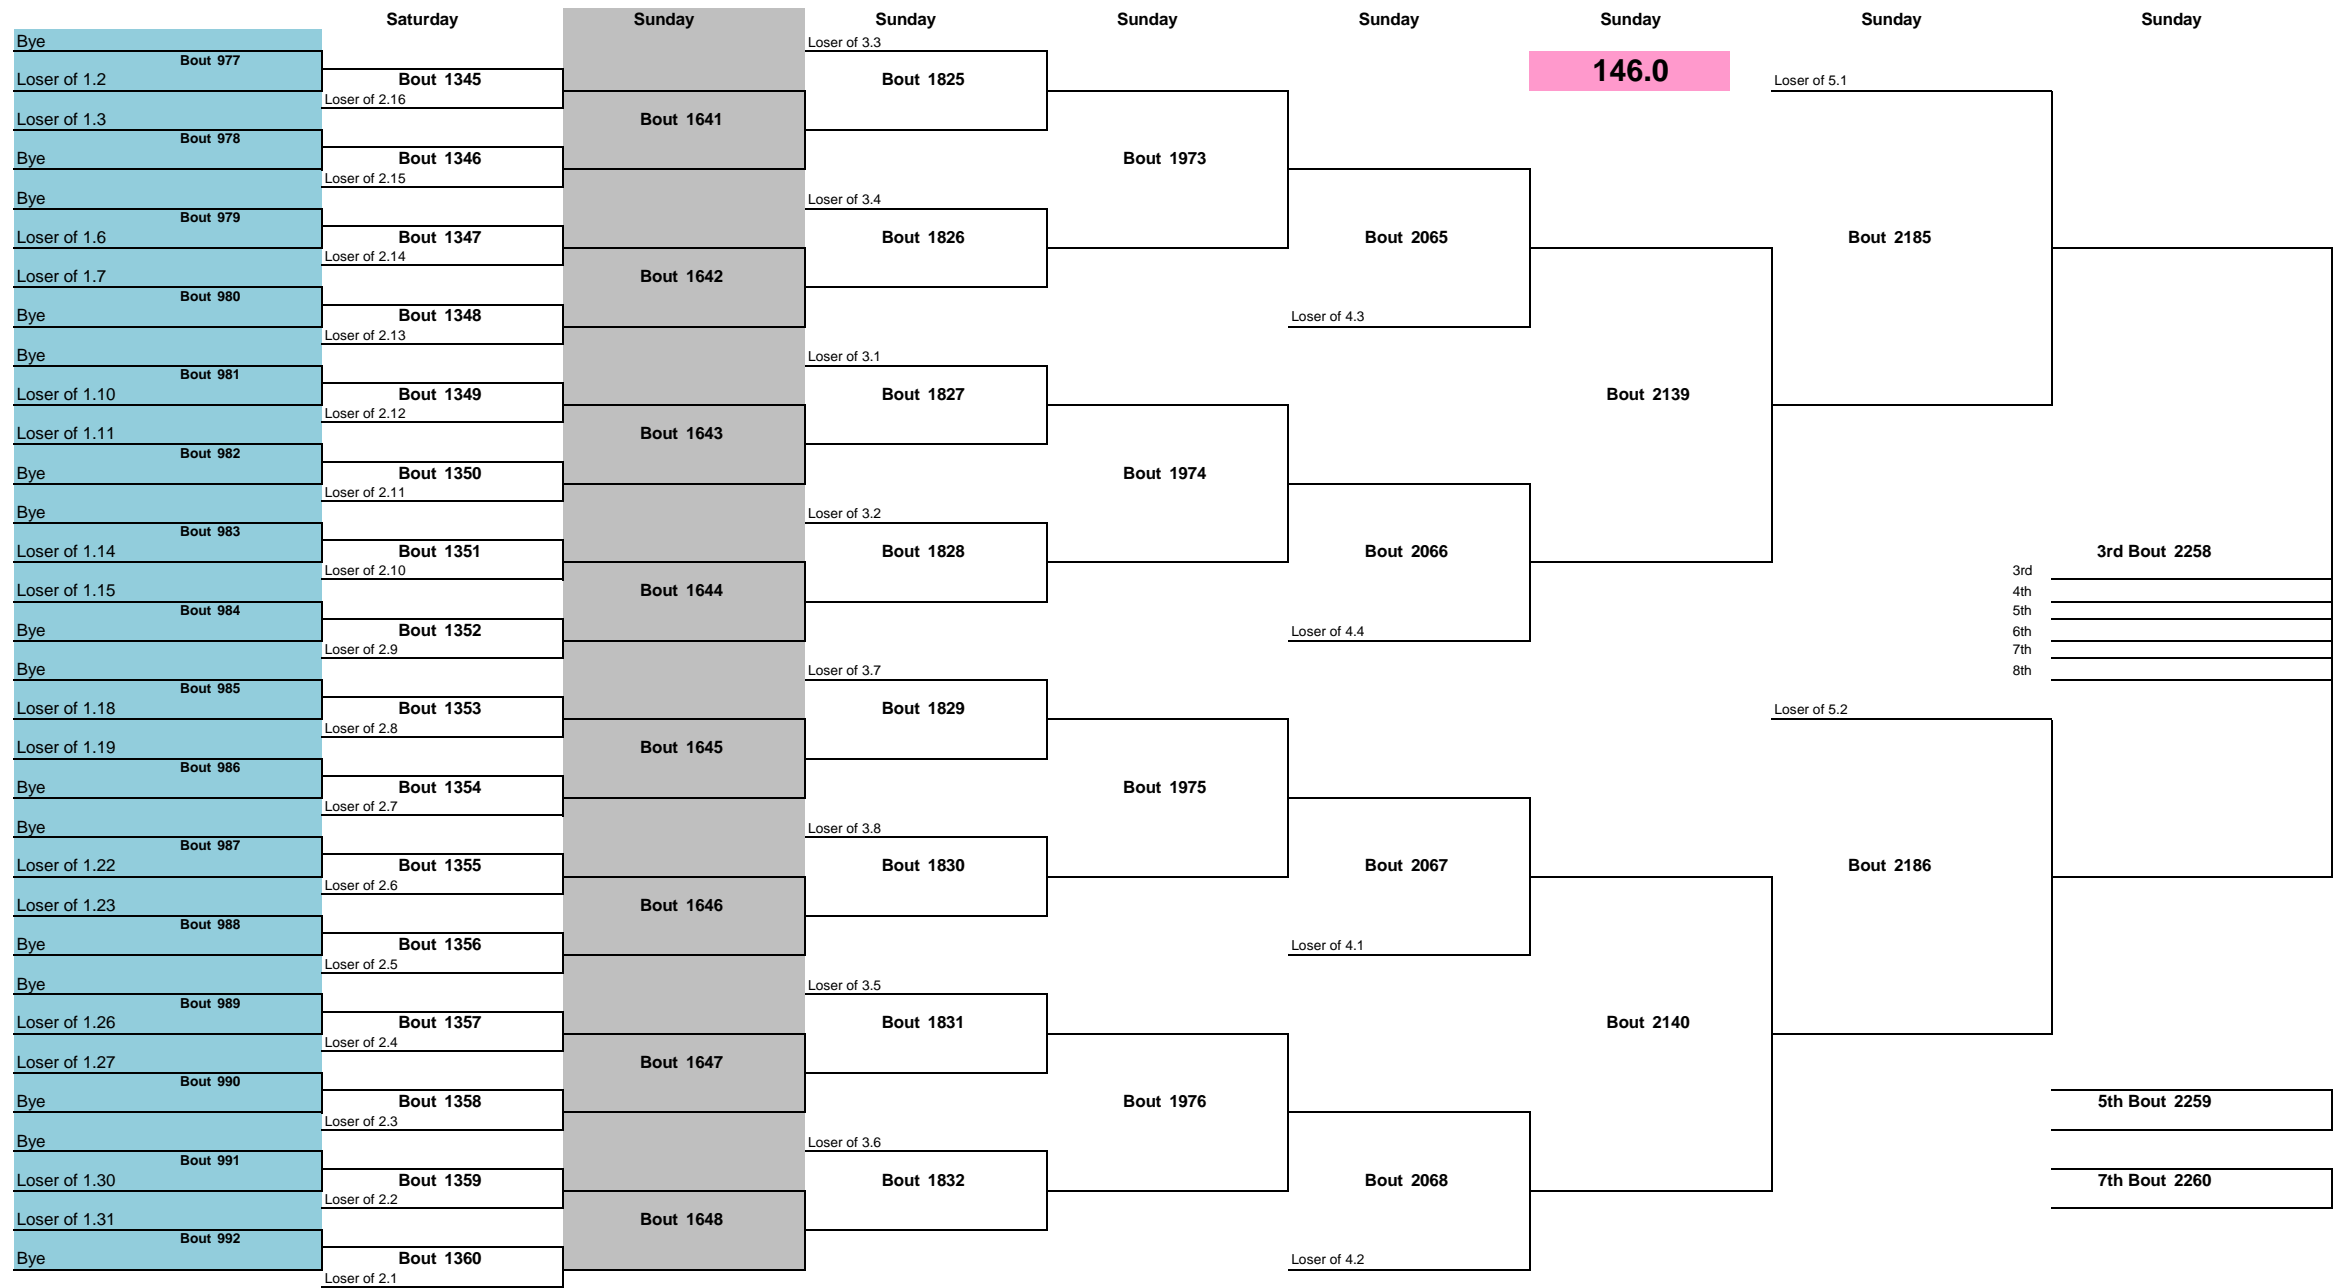 Saturday
Sunday
Sunday
Sunday
Sunday
Sunday
Sunday
Sunday
Bye
Bout 977
Loser of 1.2
Loser of 1.3
Bout 978
Bye
Bye
Bout 979
Loser of 1.6
Loser of 1.7
Bout 980
Bye
Bye
Bout 981
Loser of 1.10
Loser of 1.11
Bout 982
Bye
Bye
Bout 983
Loser of 1.14
Loser of 1.15
Bout 984
Bye
Bye
Bout 985
Loser of 1.18
Loser of 1.19
Bout 986
Bye
Bye
Bout 987
Loser of 1.22
Loser of 1.23
Bout 988
Bye
Bye
Bout 989
Loser of 1.26
Loser of 1.27
Bout 990
Bye
Bye
Bout 991
Loser of 1.30
Loser of 1.31
Bout 992
Bye
Bout 1345
Loser of 2.16
Bout 1346
Loser of 2.15
Bout 1347
Loser of 2.14
Bout 1348
Loser of 2.13
Bout 1349
Loser of 2.12
Bout 1350
Loser of 2.11
Bout 1351
Loser of 2.10
Bout 1352
Loser of 2.9
Bout 1353
Loser of 2.8
Bout 1354
Loser of 2.7
Bout 1355
Loser of 2.6
Bout 1356
Loser of 2.5
Bout 1357
Loser of 2.4
Bout 1358
Loser of 2.3
Bout 1359
Loser of 2.2
Bout 1360
Loser of 2.1
Bout 1641
Bout 1642
Bout 1643
Bout 1644
Bout 1645
Bout 1646
Bout 1647
Bout 1648
Loser of 3.3
Bout 1825
Loser of 3.4
Bout 1826
Loser of 3.1
Bout 1827
Loser of 3.2
Bout 1828
Loser of 3.7
Bout 1829
Loser of 3.8
Bout 1830
Loser of 3.5
Bout 1831
Loser of 3.6
Bout 1832
Bout 1973
Bout 1974
Bout 1975
Bout 1976
Bout 2065
Loser of 4.3
Bout 2066
Loser of 4.4
Bout 2067
Loser of 4.1
Bout 2068
Loser of 4.2
146.0
Bout 2139
Bout 2140
Loser of 5.1
Bout 2185
Loser of 5.2
Bout 2186
3rd Bout 2258
3rd
4th
5th
6th
7th
8th
5th Bout 2259
7th Bout 2260